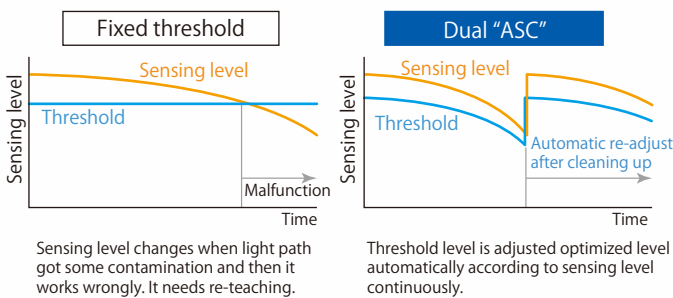 Fixed threshold
Sensing level
Sensing level
Threshold
Malfunction
Time
Sensing level changes when light path
got some contamination and then it
works wrongly. It needs re-teaching.
Dual “ASC”
Sensing level
Sensing level
Threshold
Automatic re-adjust
after cleaning up
Time
Threshold level is adjusted optimized level
automatically according to sensing level
continuously.